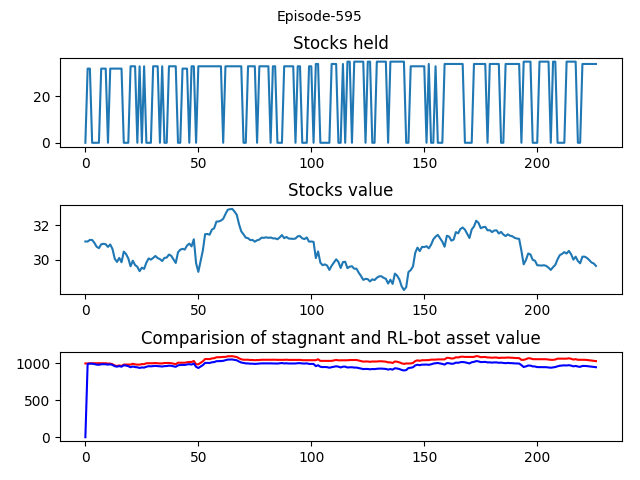 Episode-595
Stocks held
20
0
0 50 100 150 200
Stocks value
32
30
0 50 100 150 200
Comparision of stagnant and RL-bot asset value
1000
500
0
0 50 100 150 200